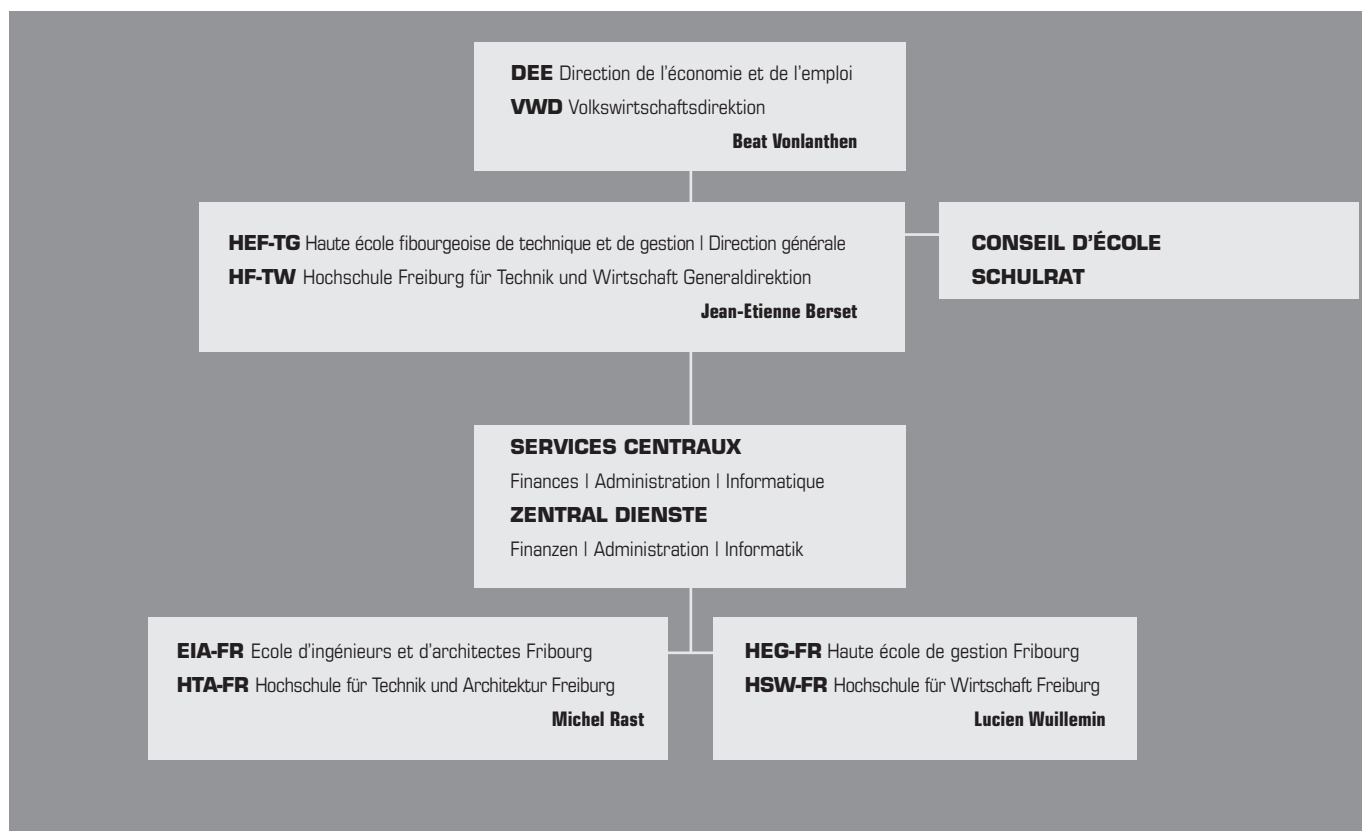 DEE Direction de l'économie et de l'emploi
VWD Volkswirtschaftsdirektion
Beat Vonlanthen
HEF-TG Haute école fibourgeoise de technique et de gestion | Direction générale
HF-TW Hochschule Freiburg für Technik und Wirtschaft Generaldirektion
Jean-Etienne Berset
CONSEIL D'ÉCOLE
SCHULRAT
SERVICES CENTRAUX
Finances | Administration | Informatique
ZENTRAL DIENSTE
Finanzen | Administration | Informatik
EIA-FR Ecole d'ingénieurs et d'architectes Fribourg
HTA-FR Hochschule für Technik und Architektur Freiburg
Michel Rast
HEG-FR Haute école de gestion Fribourg
HSW-FR Hochschule für Wirtschaft Freiburg
Lucien Wuillemin